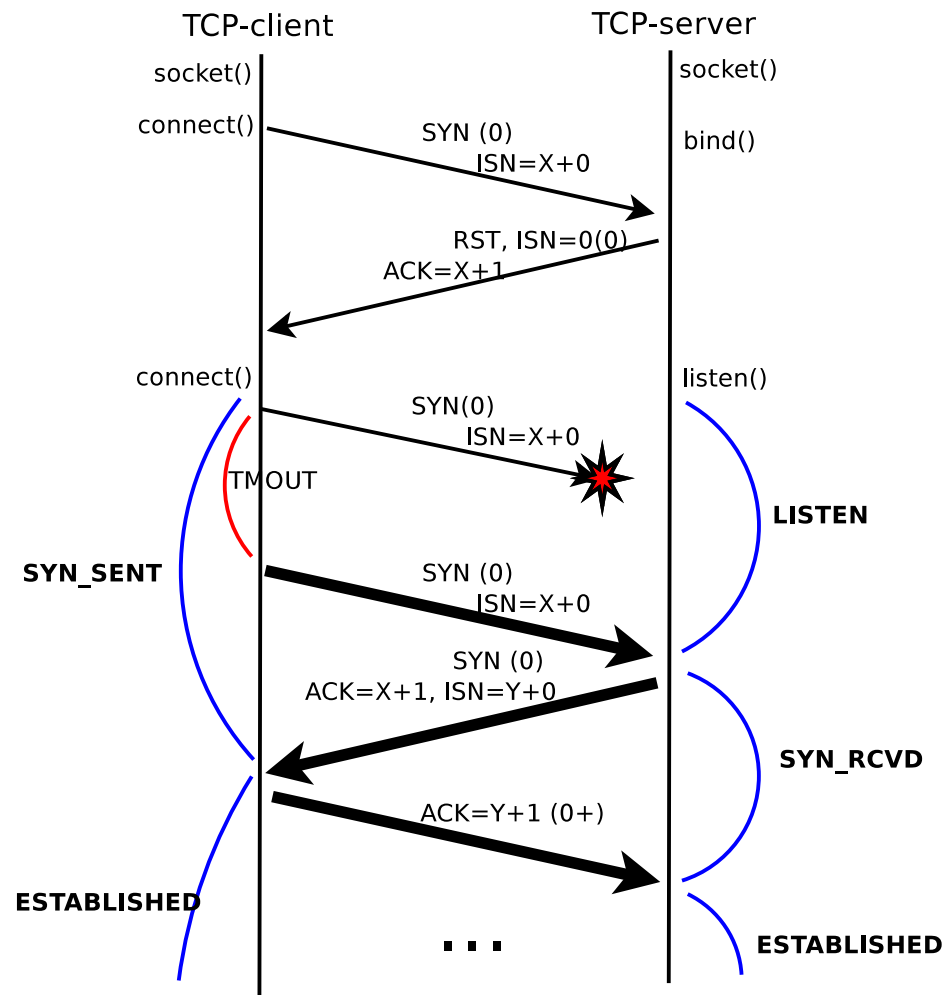 TCP-client
TCP-server
socket()
socket()
connect()
SYN (0)
ISN=X+0
bind()
RST, ISN=0(0)
ACK=X+1
connect()
listen()
SYN(0)
ISN=X+0
TMOUT
LISTEN
SYN_SENT
SYN (0)
ISN=X+0
SYN (0)
ACK=X+1, ISN=Y+0
SYN_RCVD
ACK=Y+1 (0+)
ESTABLISHED
ESTABLISHED
...